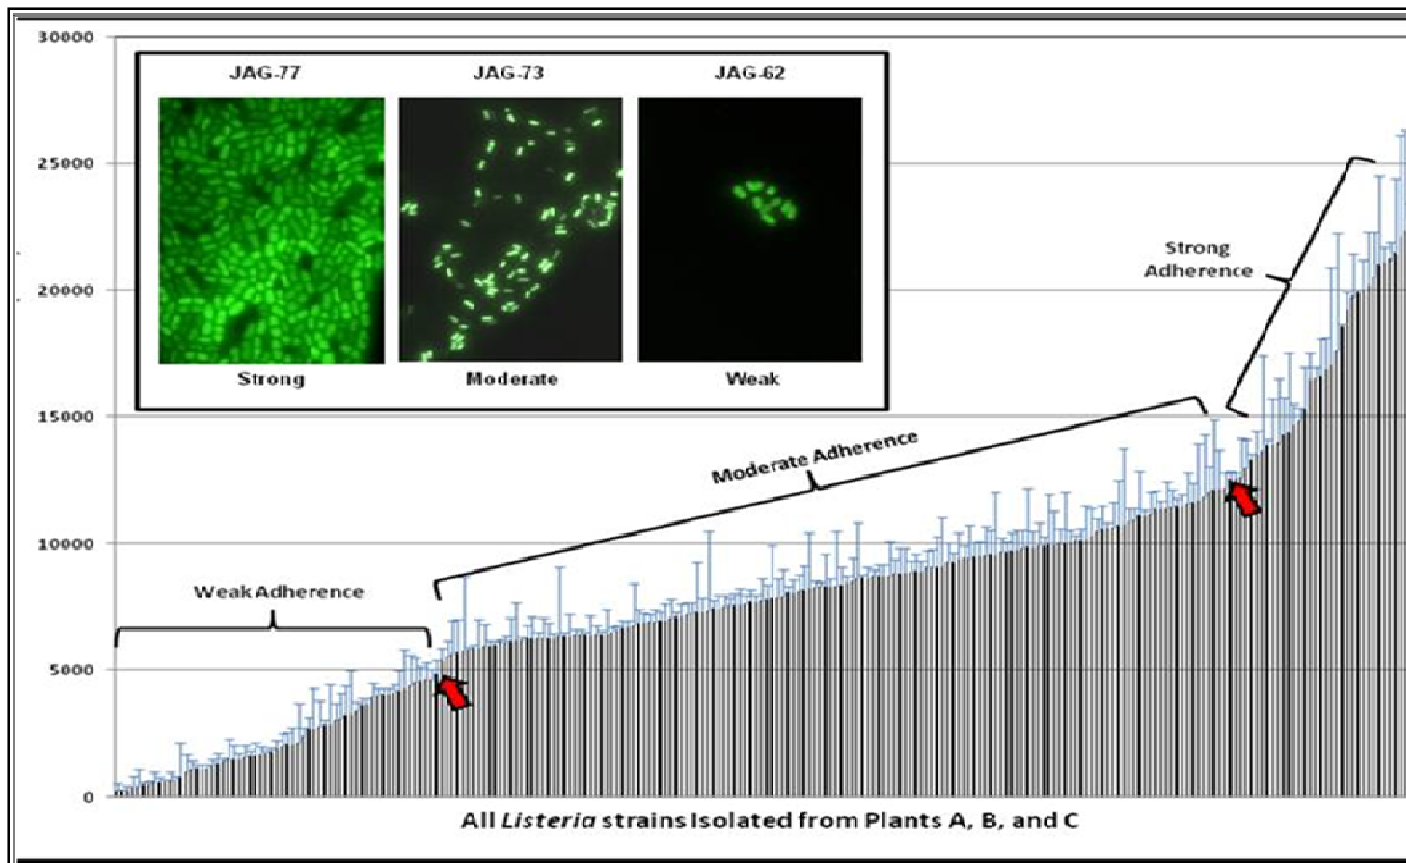 30000
25000
20000
15000
10000
5000
0
JAG-77
JAG-73
JAG-62
Strong
Moderate
Weak
Strong
Adherence
Moderate Adherence
Weak Adherence
All Listeria strains Isolated from Plants A, B, and C